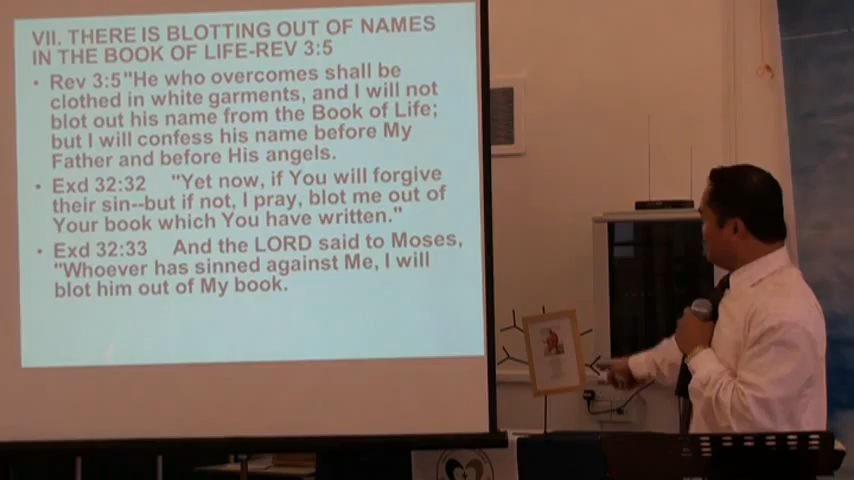 VII. THERE IS BLOTTING OUT OF NAMES
IN THE BOOK OF LIFE-REV 3:5
• Rev 3:5"He who overcomes shall be
clothed in white garments, and I will not
blot out his name from the Book of Life;
but I will confess his name before My
Father and before His angels.
• Exd 32:32 "Yet now, if You will forgive
their sin--but if not, I pray, blot me out of
Your book which You have written."
• Exd 32:33 And the LORD said to Moses,
"Whoever has sinned against Me, I will
blot him out of My book.